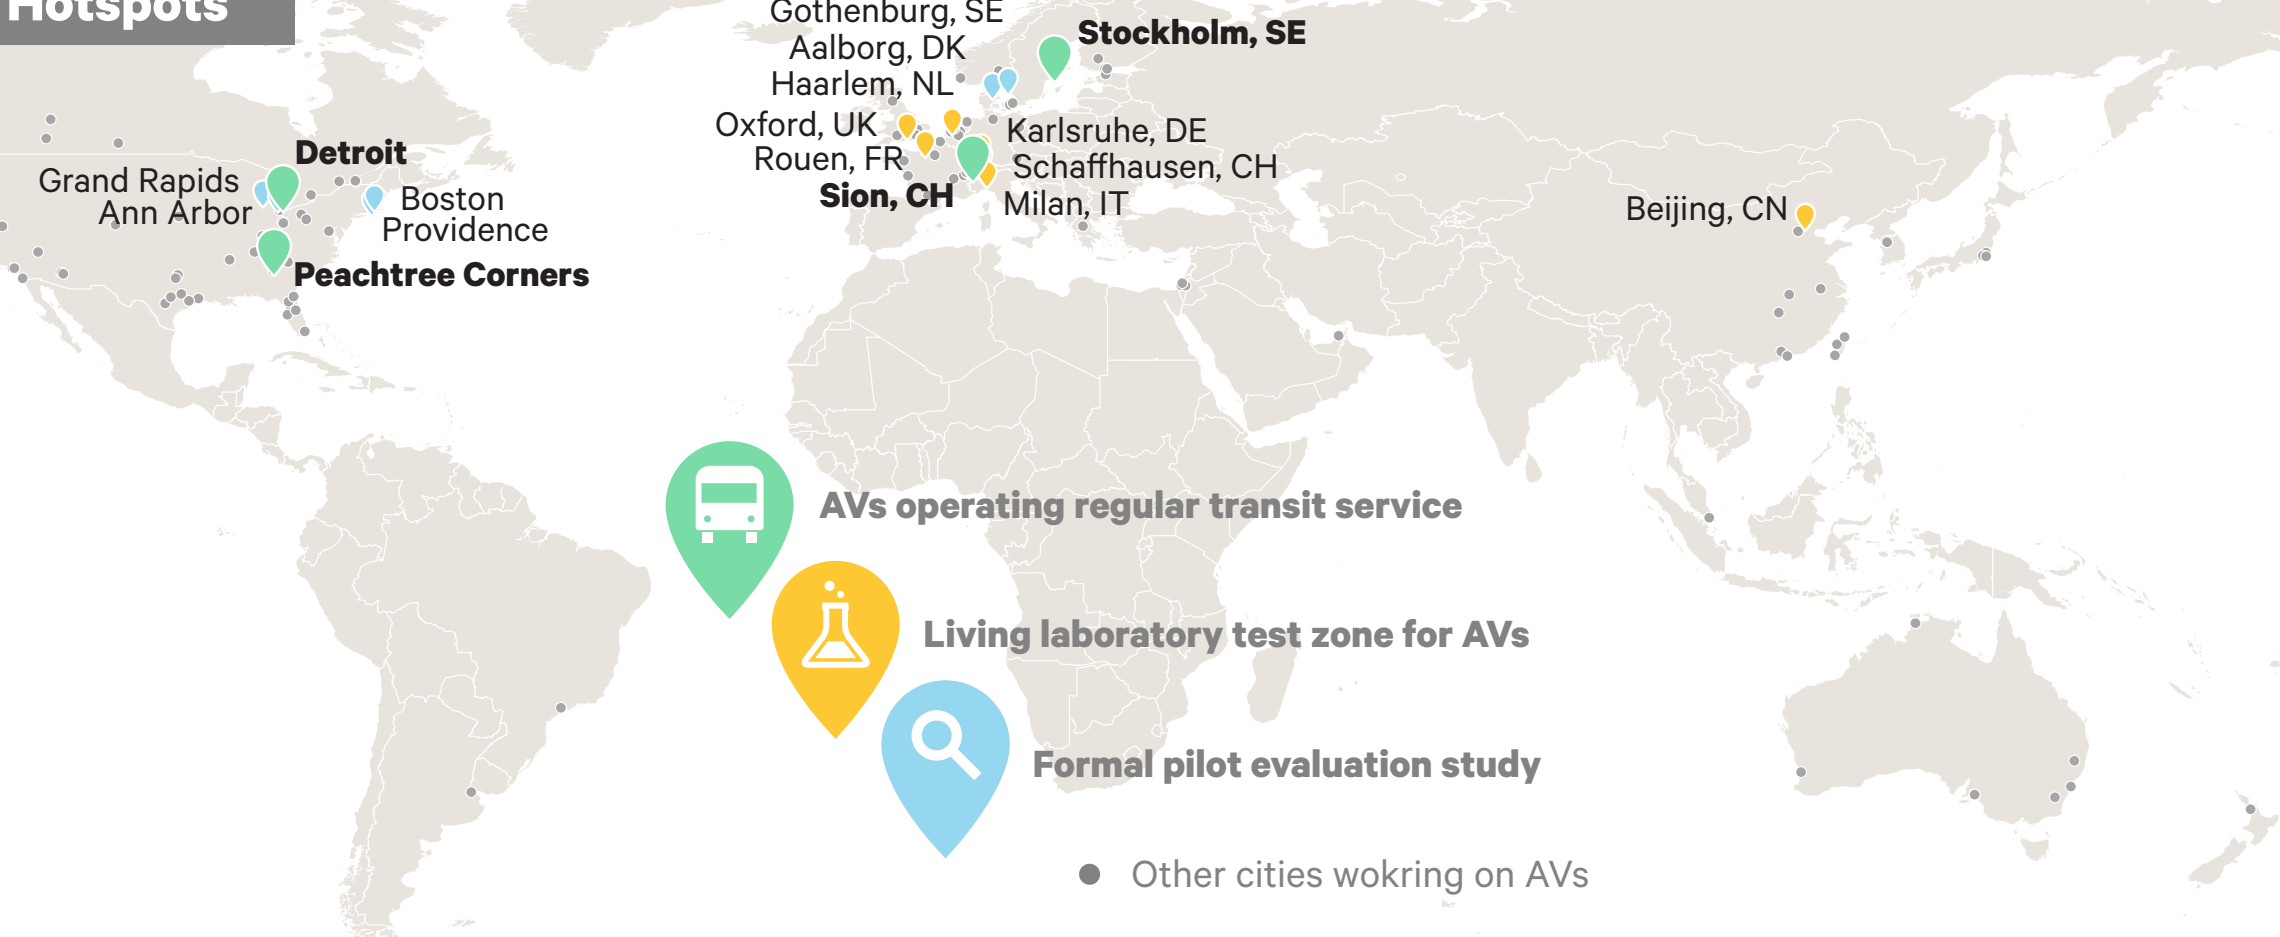 Hotspots
Gothenburg, SE
Aalborg, DK
Haarlem, NL
Stockholm, SE
Oxford, UK
Rouen, FR
Sion, CH
Karlsruhe, DE
Schaffhausen, CH
Milan, IT
Detroit
Grand Rapids
Ann Arbor
Boston
Providence
Peachtree Corners
Beijing, CN
AVs operating regular transit service
Living laboratory test zone for AVs
Formal pilot evaluation study
Other cities wokring on AVs